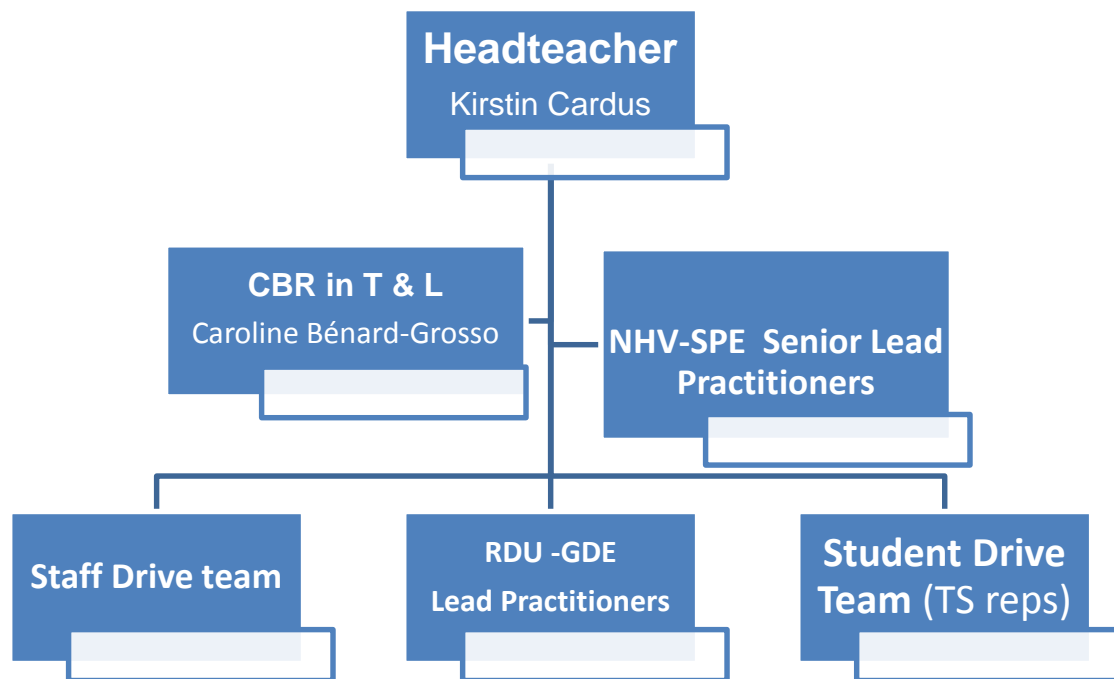 Headteacher
Kirstin Cardus
CBR in T & L
Caroline Bénard-Grosso
NHV-SPE  Senior Lead
Practitioners
Staff Drive team
RDU -GDE
Lead Practitioners
Student Drive
Team (TS reps)